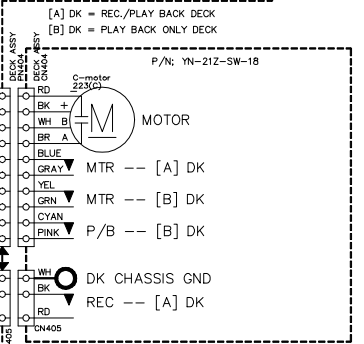 [A] DK = REC./PLAY BACK DECK
[B] DK = PLAY BACK ONLY DECK
DECK ASSY
CN404
DECK ASSY
CN404
P/N; YN-21Z-SW-18
C-motor
223(C)
RD −
BK +
WH B
BR A
M
MOTOR
BLUE
GRAY
MTR -- [A] DK
YEL
GRN
MTR -- [B] DK
CYAN
PINK
P/B -- [B] DK
WH
DK CHASSIS GND
BK
REC -- [A] DK
RD
405
CN405